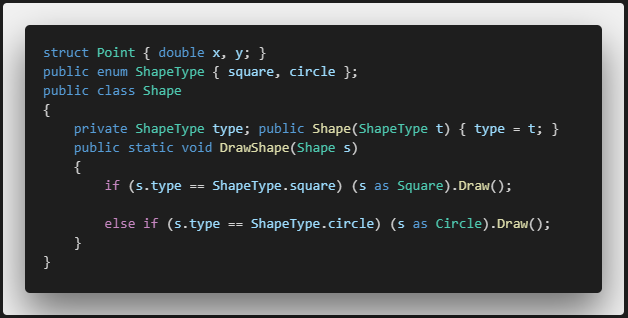 struct Point { double x, y; }
public enum ShapeType { square, circle };
public class Shape
{
    private ShapeType type; public Shape(ShapeType t) { type = t; }
    public static void DrawShape(Shape s)
    {
        if (s.type == ShapeType.square) (s as Square).Draw();
        else if (s.type == ShapeType.circle) (s as Circle).Draw();
    }
}